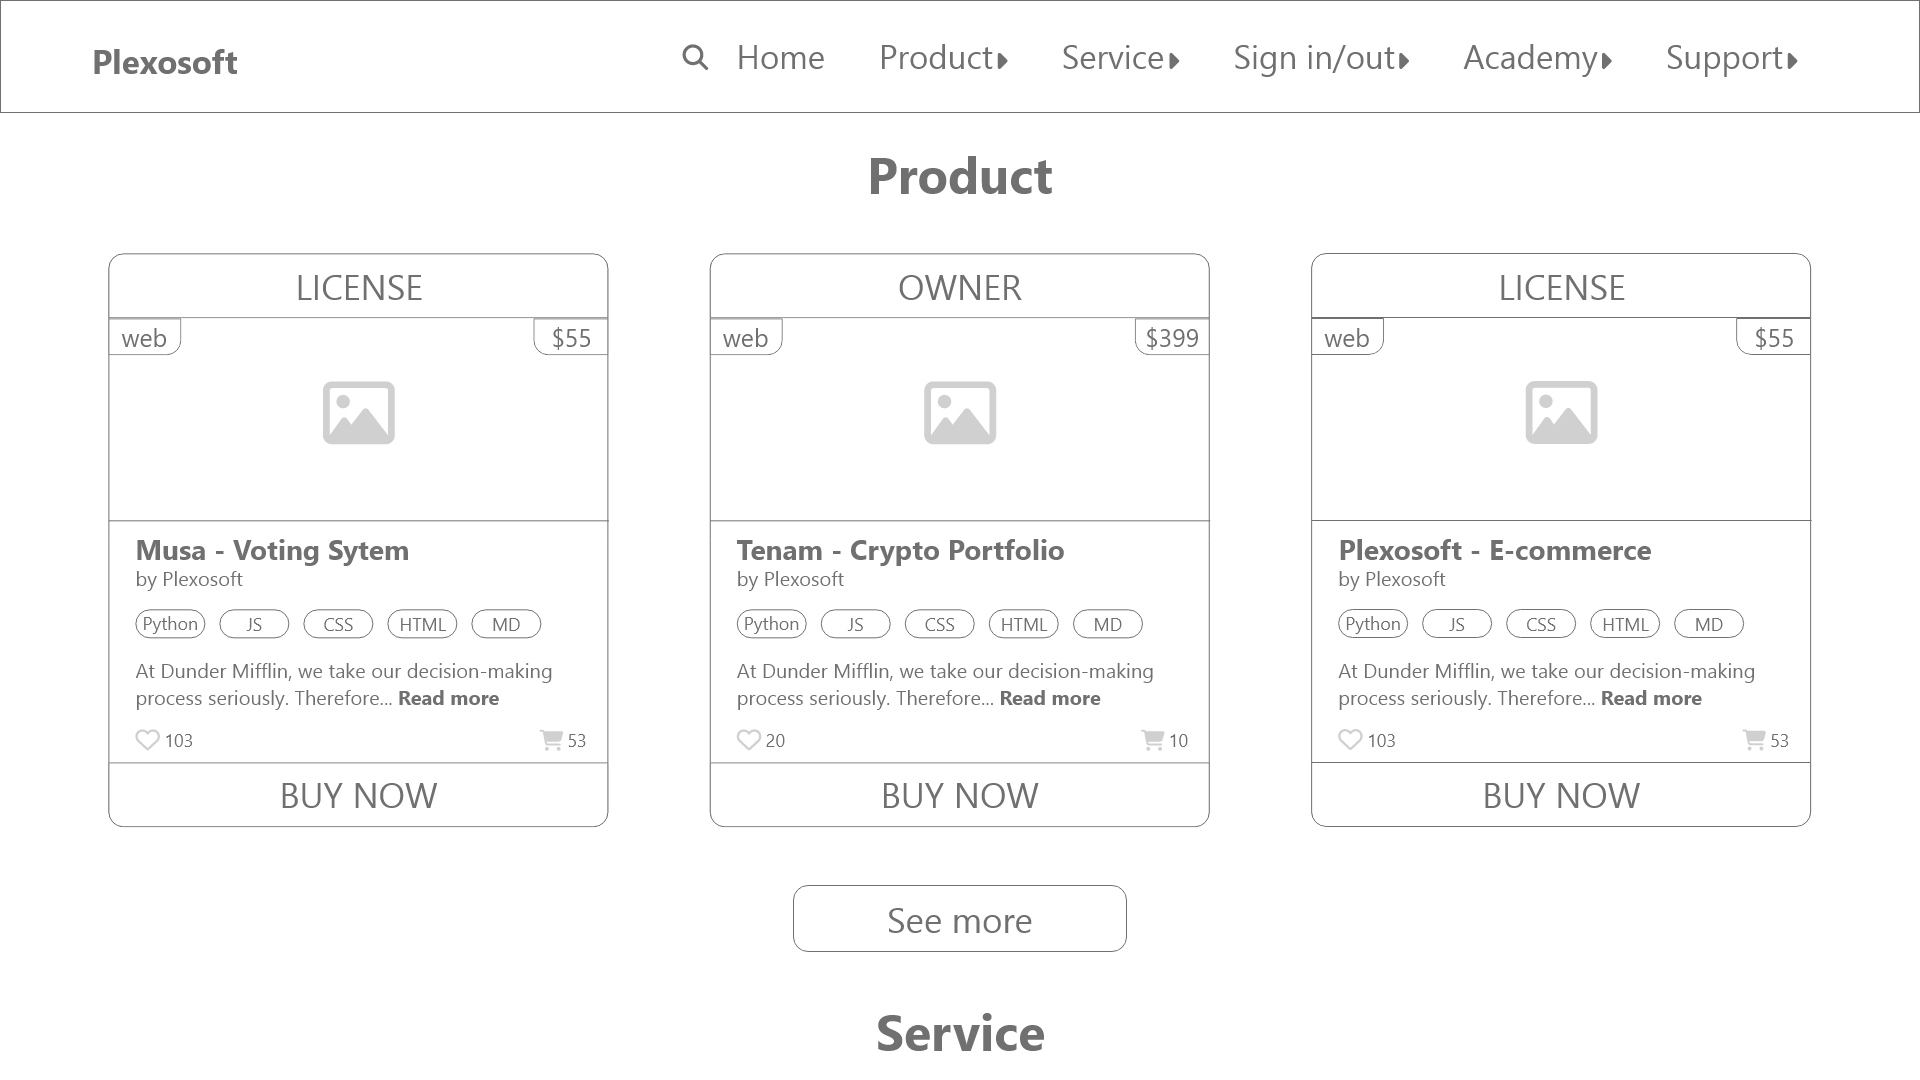 Plexosoft
Home Product Service Sign in/out Academy Support
Product
LICENSE
web $55
Musa - Voting Sytem
by Plexosoft
Python JS CSS HTML MD
At Dunder Mifflin, we take our decision-making
process seriously. Therefore... Read more
103 53
BUY NOW
OWNER
web $399
Tenam - Crypto Portfolio
by Plexosoft
Python JS CSS HTML MD
At Dunder Mifflin, we take our decision-making
process seriously. Therefore... Read more
20 10
BUY NOW
LICENSE
web $55
Plexosoft - E-commerce
by Plexosoft
Python JS CSS HTML MD
At Dunder Mifflin, we take our decision-making
process seriously. Therefore... Read more
103 53
BUY NOW
See more
Service